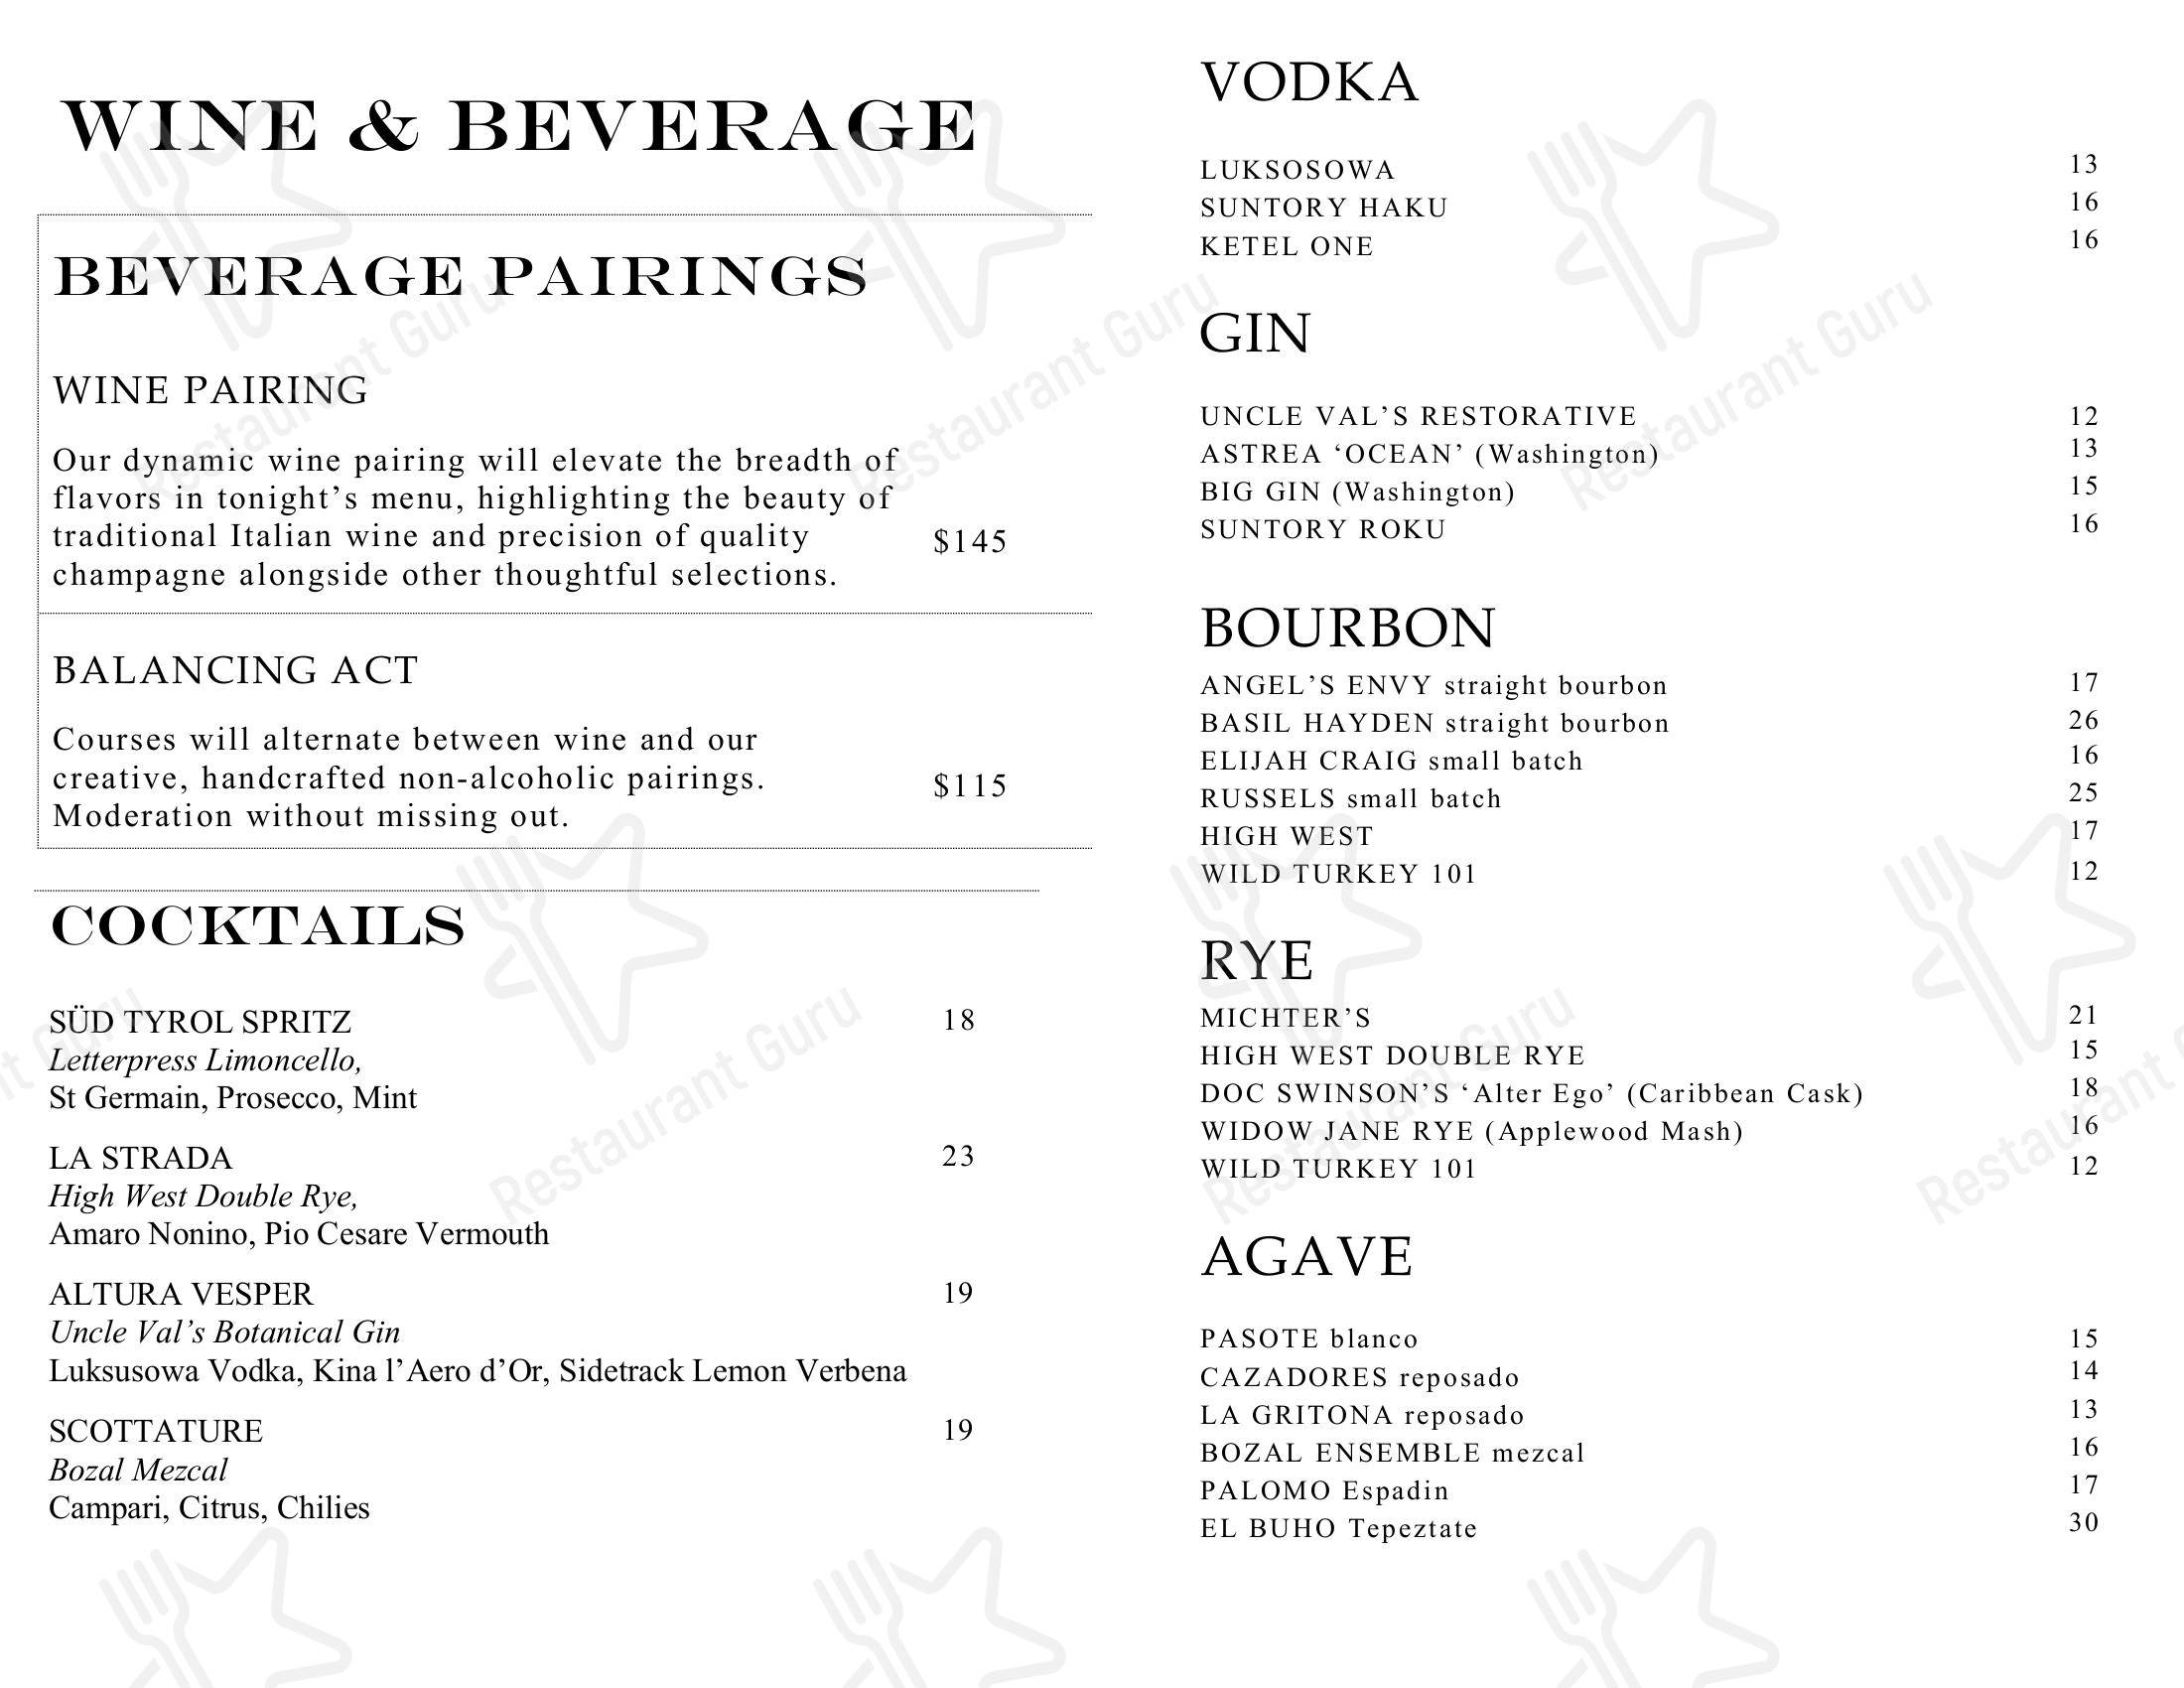 WINE & BEVERAGE
BEVERAGE PAIRINGS
WINE PAIRING
Our dynamic wine pairing will elevate the breadth of
flavors in tonight’s menu, highlighting the beauty of
traditional Italian wine and precision of quality $145
champagne alongside other thoughtful selections.
BALANCING ACT
Courses will alternate between wine and our
creative, handcrafted non-alcoholic pairings. $115
Moderation without missing out.
COCKTAILS
SÜD TYROL SPRITZ 18
Letterpress Limoncello,
St Germain, Prosecco, Mint
LA STRADA 23
High West Double Rye,
Amaro Nonino, Pio Cesare Vermouth
ALTURA VESPER 19
Uncle Val’s Botanical Gin
Luksusowa Vodka, Kina l’Aero d’Or, Sidetrack Lemon Verbena
SCOTTATURE 19
Bozal Mezcal
Campari, Citrus, Chilies
VODKA
LUKSOSOWA 13
SUNTORY HAKU 16
KETEL ONE 16
GIN
UNCLE VAL’S RESTORATIVE 12
ASTREA ‘OCEAN’ (Washington) 13
BIG GIN (Washington) 15
SUNTORY ROKU 16
BOURBON
ANGEL’S ENVY straight bourbon 17
BASIL HAYDEN straight bourbon 26
ELIJAH CRAIG small batch 16
RUSSELS small batch 25
HIGH WEST 17
WILD TURKEY 101 12
RYE
MICHTER’S 21
HIGH WEST DOUBLE RYE 15
DOC SWINSON’S ‘Alter Ego’ (Caribbean Cask) 18
WIDOW JANE RYE (Applewood Mash) 16
WILD TURKEY 101 12
AGAVE
PASOTE blanco 15
CAZADORES reposado 14
LA GRITONA reposado 13
BOZAL ENSEMBLE mezcal 16
PALOMO Espadin 17
EL BUHO Tepeztate 30
Restaurant Guru
Restaurant Guru
Restaurant Guru
Restaurant Guru
Restaurant Guru
Restaurant